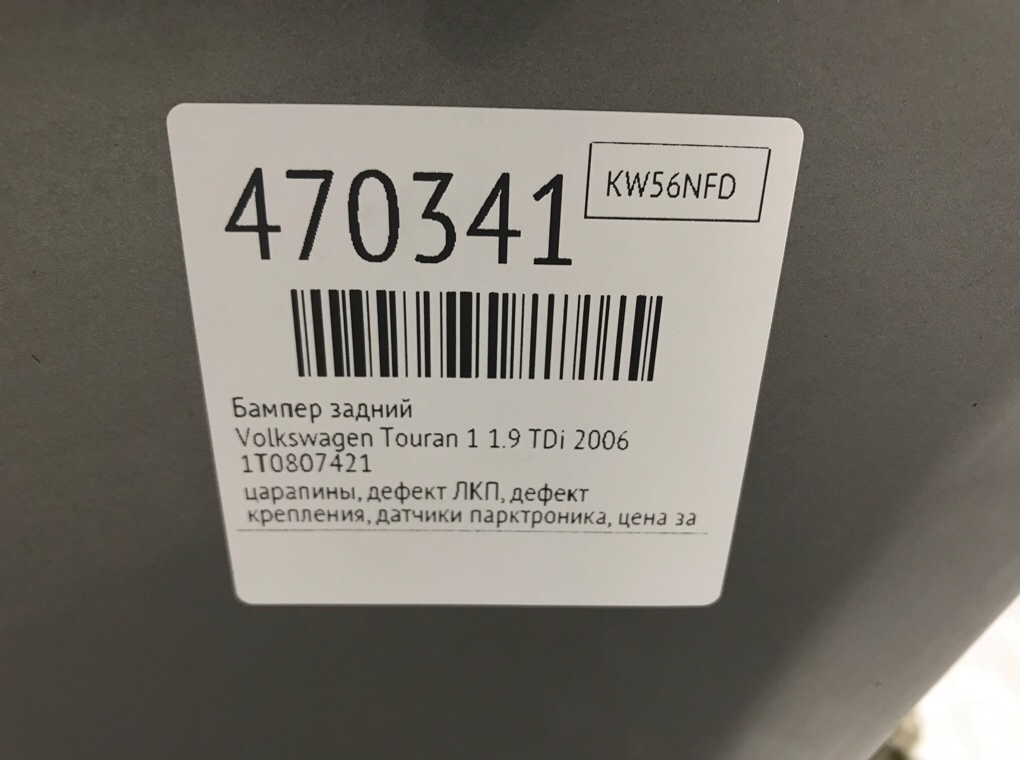 470341
KW56NFD
Бампер задний
Volkswagen Touran 1 1.9 TDi 2006
1T0807421
царапины, дефект ЛКП, дефект
крепления, датчики парктроника, цена за